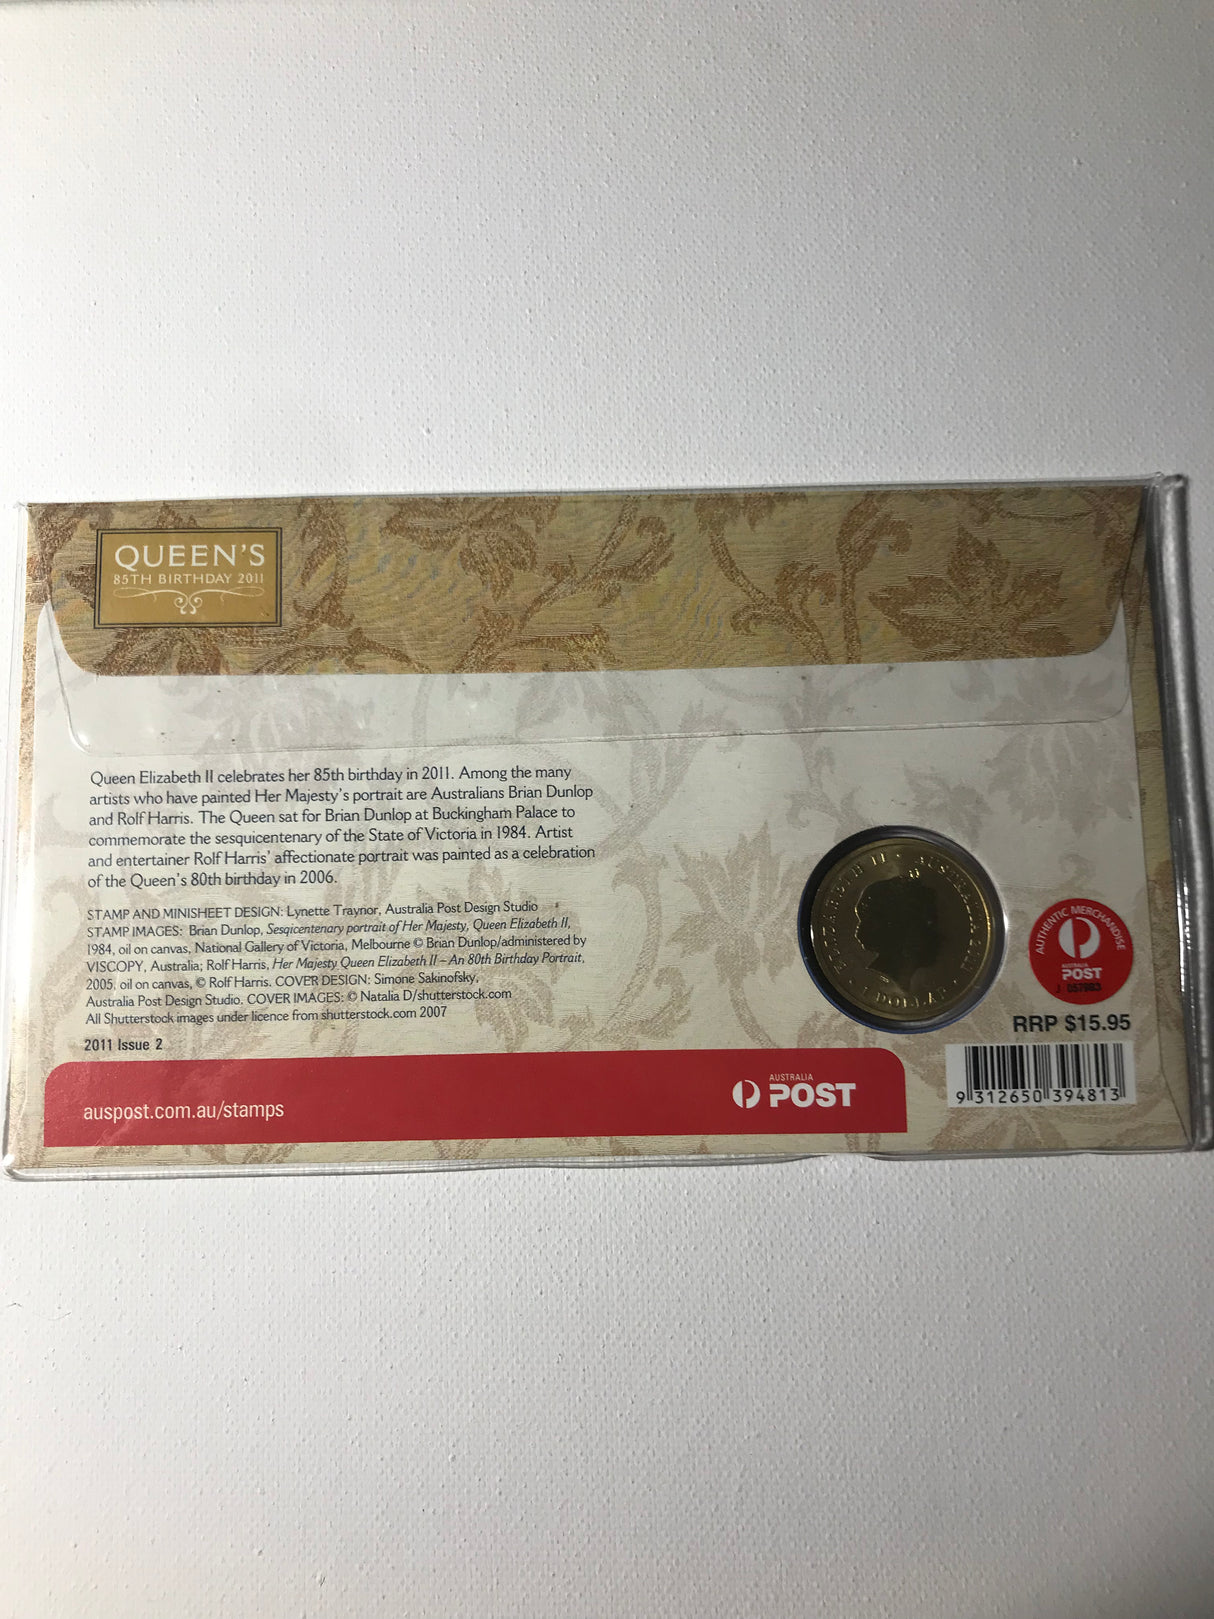 QUEEN'S
85TH BIRTHDAY 2011
Queen Elizabeth II celebrates her 85th birthday in 2011. Among the many
artists who have painted Her Majesty's portrait are Australians Brian Dunlop
and Rolf Harris. The Queen sat for Brian Dunlop at Buckingham Palace to
commemorate the sesquicentenary of the State of Victoria in 1984. Artist
and entertainer Rolf Harris' affectionate portrait was painted as a celebration
of the Queen's 80th birthday in 2006.
STAMP AND MINISHEET DESIGN: Lynette Traynor, Australia Post Design Studio
STAMP IMAGES: Brian Dunlop, Sesqicentenary portrait of Her Majesty, Queen Elizabeth II,
1984, oil on canvas, National Gallery of Victoria, Melbourne © Brian Dunlop/administered by
VISCOPY, Australia; Rolf Harris, Her Majesty Queen Elizabeth II – An 80th Birthday Portrait,
2005, oil on canvas, © Rolf Harris. COVER DESIGN: Simone Sakinofsky,
Australia Post Design Studio. COVER IMAGES: © Natalia D/shutterstock.com
All Shutterstock images under licence from shutterstock.com 2007
2011 Issue 2
auspost.com.au/stamps
AUSTRALIA
POST
ELIZABETH II · AUSTRALIA 2011
1 DOLLAR
AUTHENTIC MERCHANDISE
AUSTRALIA
POST
RRP $15.95
9 312650 394813